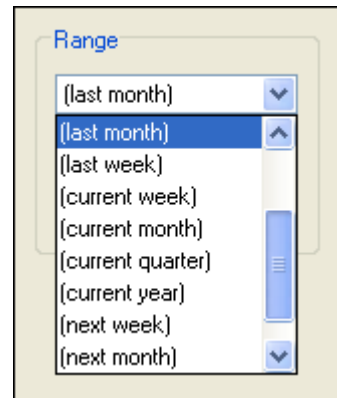 Range
(last month)
(last month)
(last week)
(current week)
(current month)
(current quarter)
(current year)
(next week)
(next month)